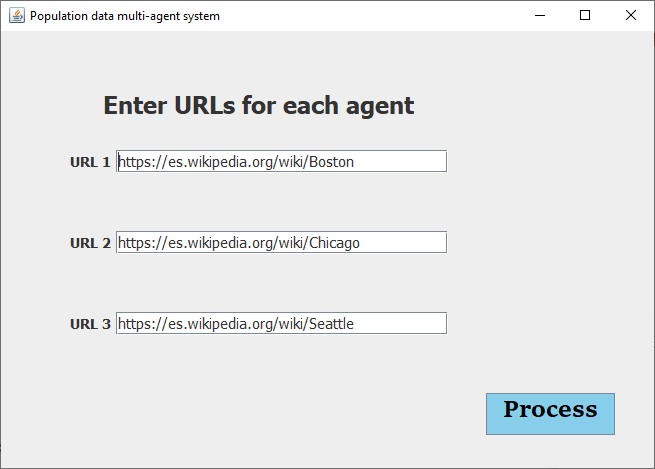 Population data multi-agent system
Enter URLs for each agent
URL 1 https://es.wikipedia.org/wiki/Boston
URL 2 https://es.wikipedia.org/wiki/Chicago
URL 3 https://es.wikipedia.org/wiki/Seattle
Process